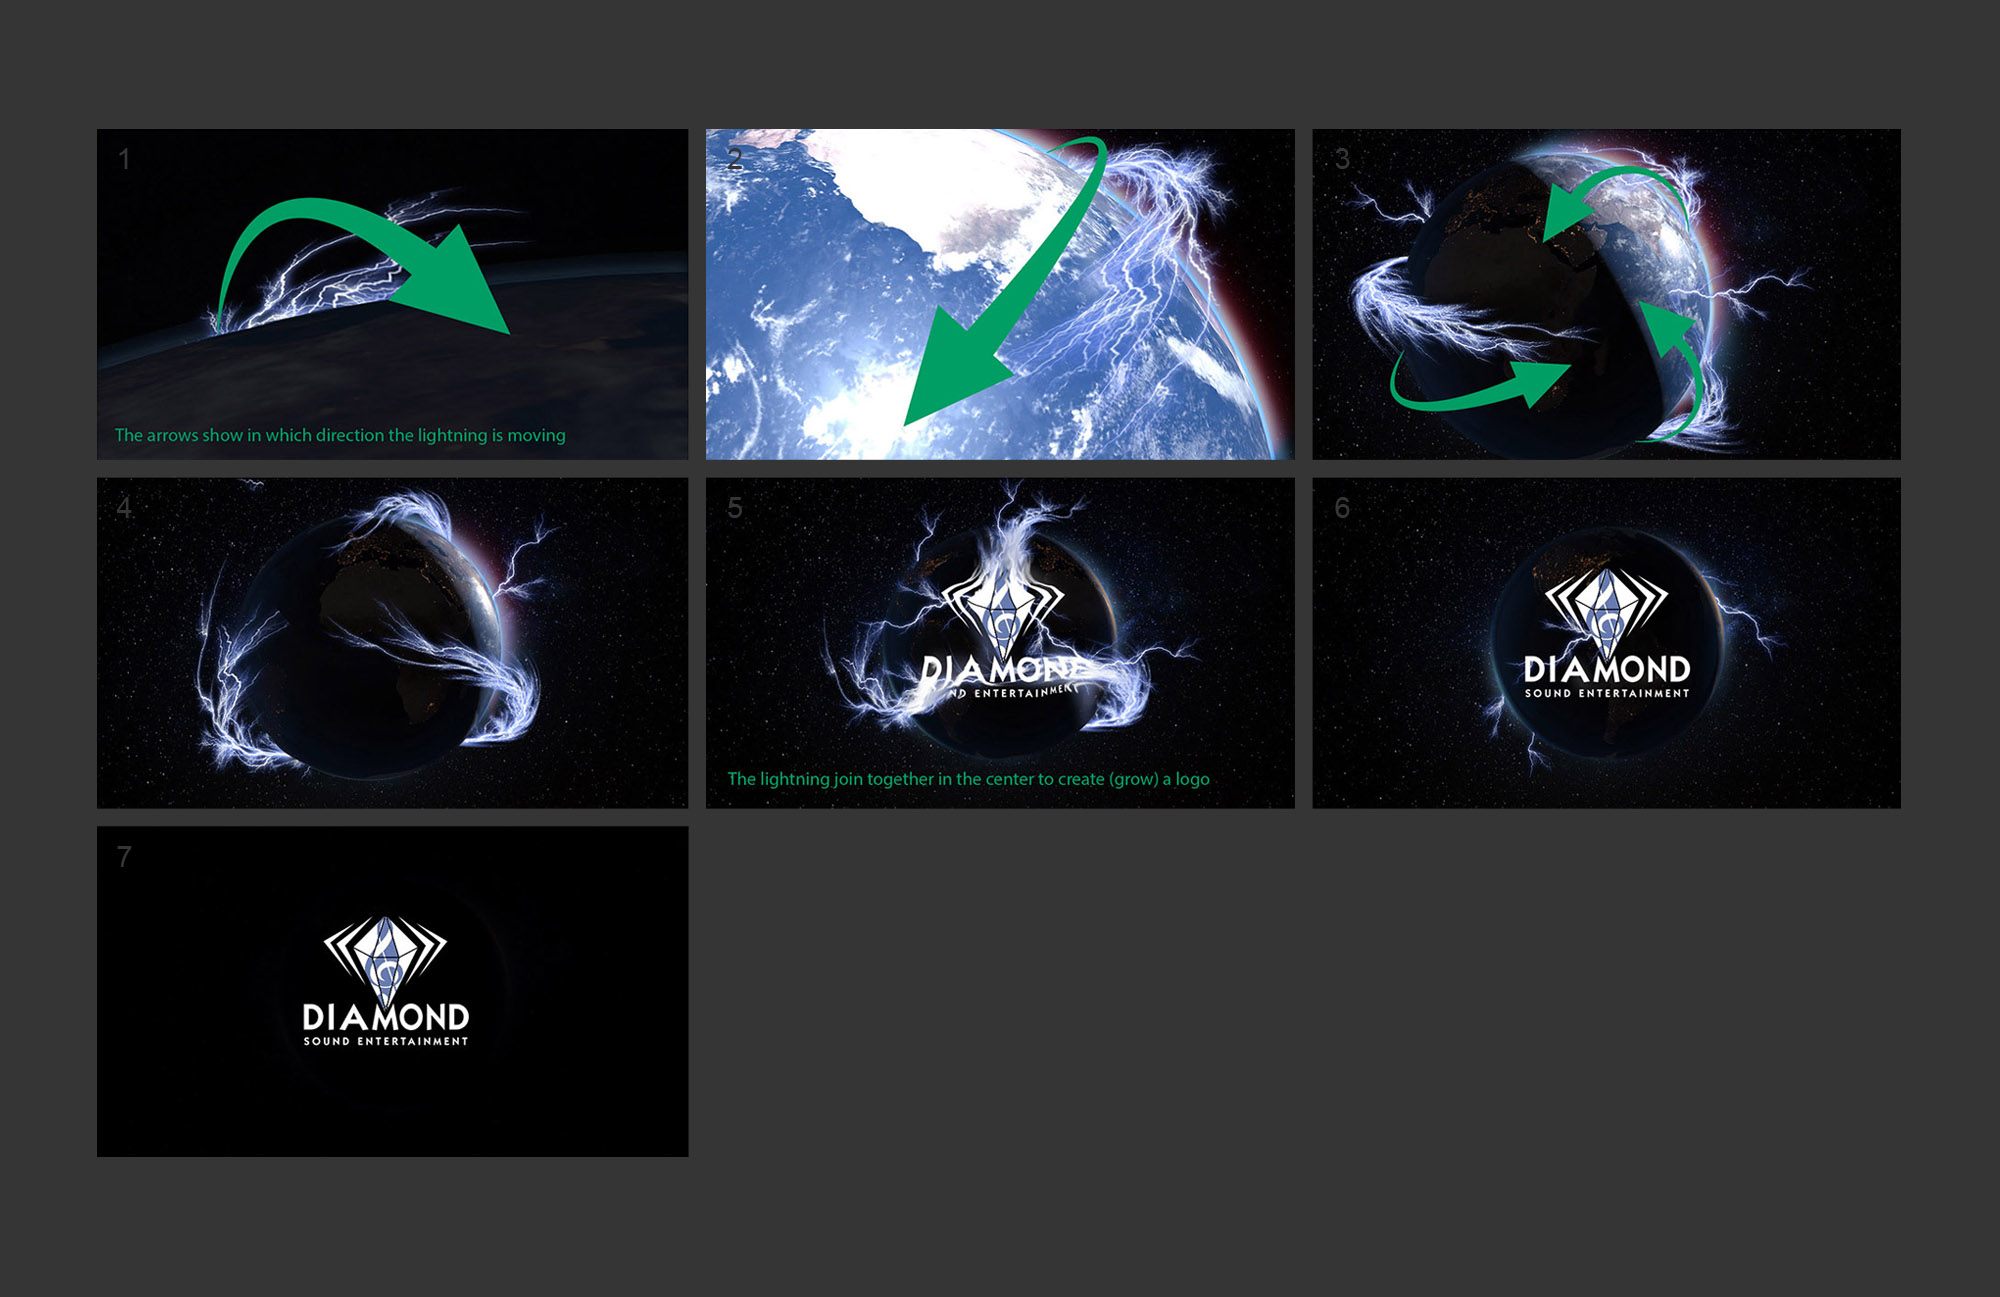 1
2
3
The arrows show in which direction the lightning is moving
4
5
6
DIAMOND
ND ENTERTAINMENT
DIAMOND
SOUND ENTERTAINMENT
The lightning join together in the center to create (grow) a logo
7
DIAMOND
SOUND ENTERTAINMENT